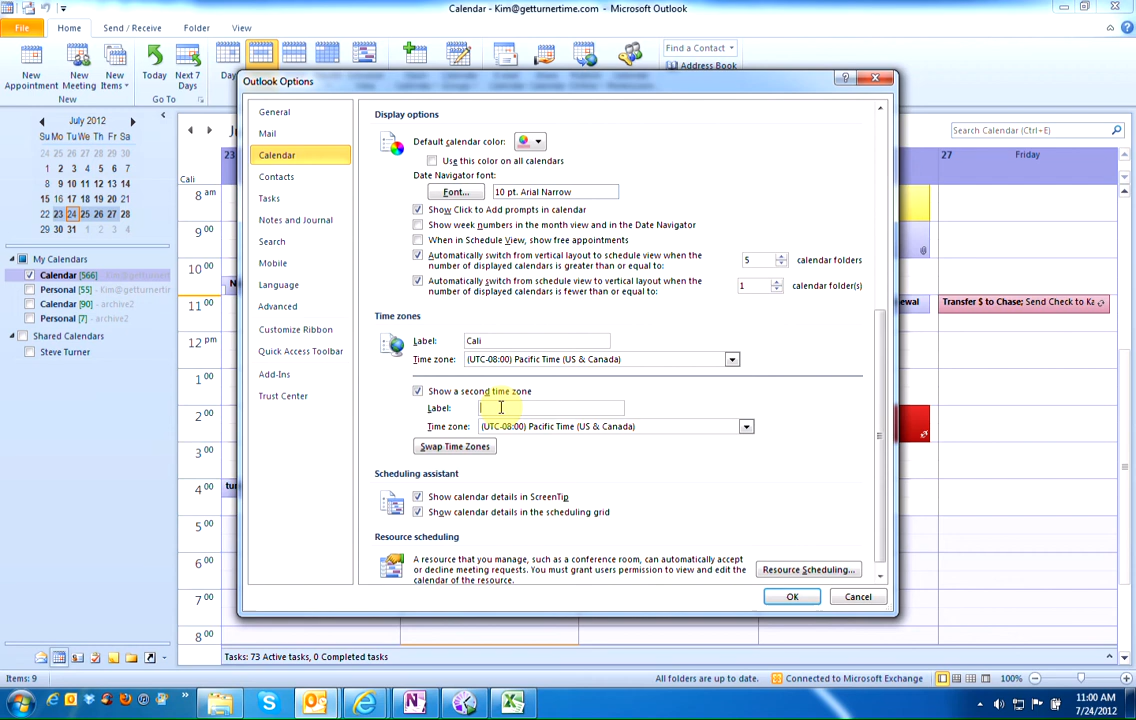 Calendar - Kim@getturnertime.com - Microsoft Outlook
File Home Send / Receive Folder View
New Appointment
New Meeting
New Items
Today
Next 7 Days
Find a Contact
Address Book
New
Go To
Outlook Options
July 2012
Su Mo Tu We Th Fr Sa
24 25 26 27 28 29 30
1 2 3 4 5 6 7
8 9 10 11 12 13 14
15 16 17 18 19 20 21
22 23 24 25 26 27 28
29 30 31 1 2 3 4
My Calendars
Calendar [566] Kim@getturnertime
Personal [55] Kim@getturnertime
Calendar [90] - archive2
Personal [7] - archive2
Shared Calendars
Steve Turner
Cali
8 am
9 00
10 00
11 00
12 pm
1 00
2 00
3 00
4 00
5 00
6 00
7 00
8 00
General
Mail
Calendar
Contacts
Tasks
Notes and Journal
Search
Mobile
Language
Advanced
Customize Ribbon
Quick Access Toolbar
Add-Ins
Trust Center
Display options
Default calendar color:
Use this color on all calendars
Date Navigator font:
Font... 10 pt. Arial Narrow
Show Click to Add prompts in calendar
Show week numbers in the month view and in the Date Navigator
When in Schedule View, show free appointments
Automatically switch from vertical layout to schedule view when the
number of displayed calendars is greater than or equal to:
5 calendar folders
Automatically switch from schedule view to vertical layout when the
number of displayed calendars is fewer than or equal to:
1 calendar folder(s)
Time zones
Label: Cali
Time zone: (UTC-08:00) Pacific Time (US & Canada)
Show a second time zone
Label:
Time zone: (UTC-08:00) Pacific Time (US & Canada)
Swap Time Zones
Scheduling assistant
Show calendar details in ScreenTip
Show calendar details in the scheduling grid
Resource scheduling
A resource that you manage, such as a conference room, can automatically accept
or decline meeting requests. You must grant users permission to view and edit the
calendar of the resource.
Resource Scheduling...
OK Cancel
Search Calendar (Ctrl+E)
27 Friday
Transfer $ to Chase; Send Check to Ka
Tasks: 73 Active tasks, 0 Completed tasks
Items: 9
All folders are up to date.
Connected to Microsoft Exchange
100%
11:00 AM
7/24/2012